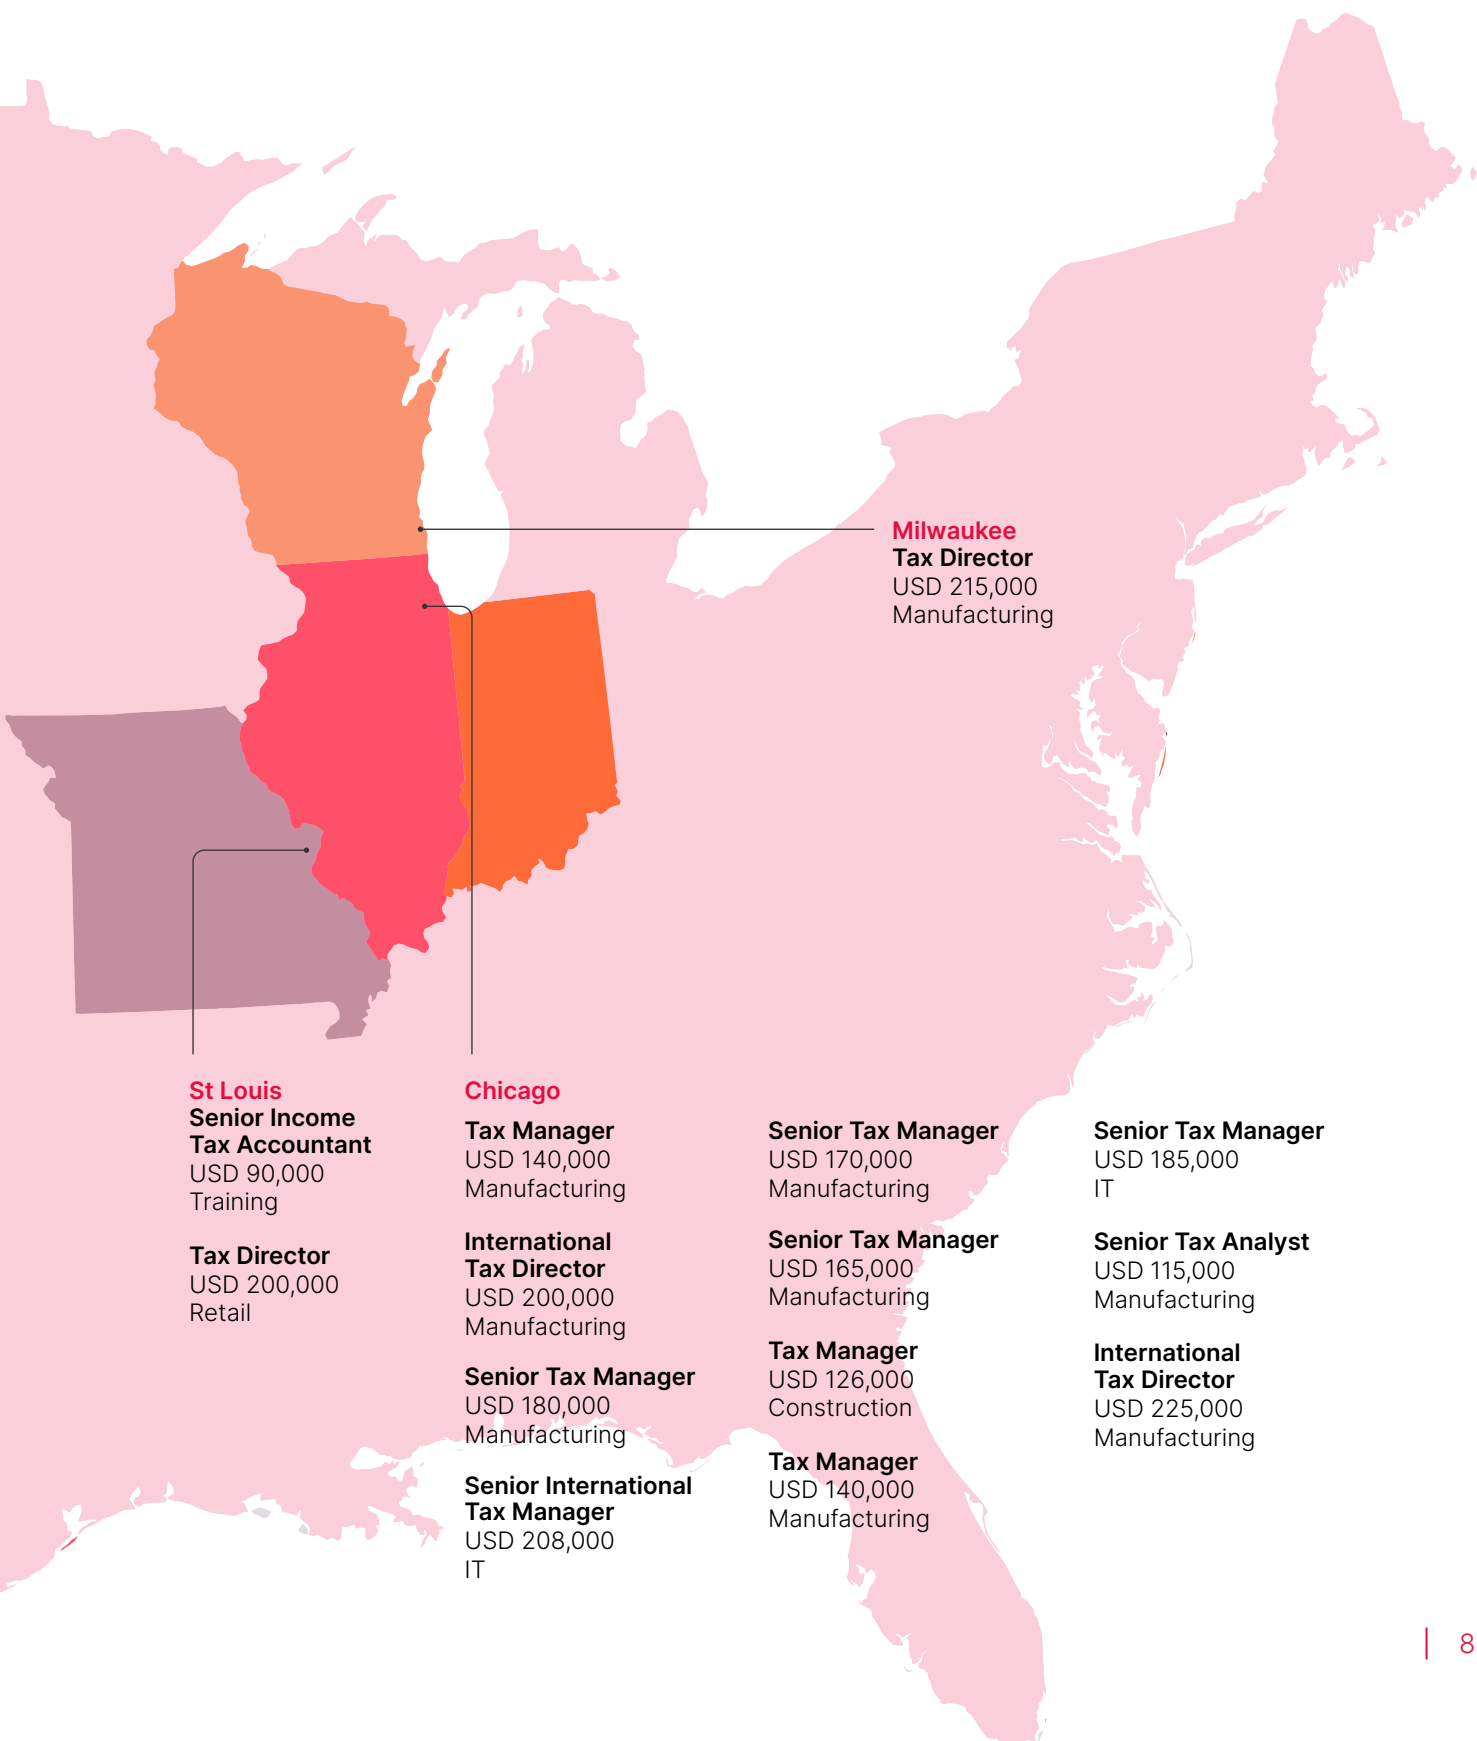 Milwaukee
Tax Director
USD 215,000
Manufacturing
St Louis
Senior Income
Tax Accountant
USD 90,000
Training
Tax Director
USD 200,000
Retail
Chicago
Tax Manager
USD 140,000
Manufacturing
International
Tax Director
USD 200,000
Manufacturing
Senior Tax Manager
USD 180,000
Manufacturing
Senior International
Tax Manager
USD 208,000
IT
Senior Tax Manager
USD 170,000
Manufacturing
Senior Tax Manager
USD 165,000
Manufacturing
Tax Manager
USD 126,000
Construction
Tax Manager
USD 140,000
Manufacturing
Senior Tax Manager
USD 185,000
IT
Senior Tax Analyst
USD 115,000
Manufacturing
International
Tax Director
USD 225,000
Manufacturing
8